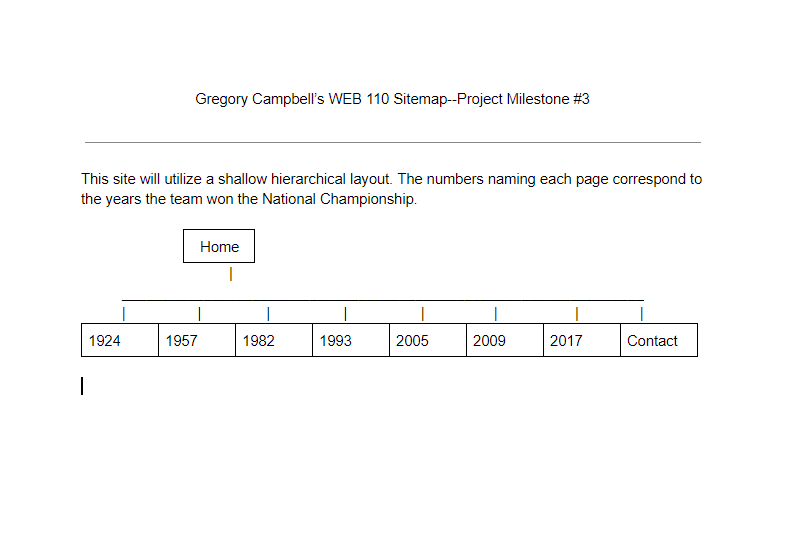 Gregory Campbell's WEB 110 Sitemap--Project Milestone #3
This site will utilize a shallow hierarchical layout. The numbers naming each page correspond to
the years the team won the National Championship.
Home
1924 1957 1982 1993 2005 2009 2017 Contact